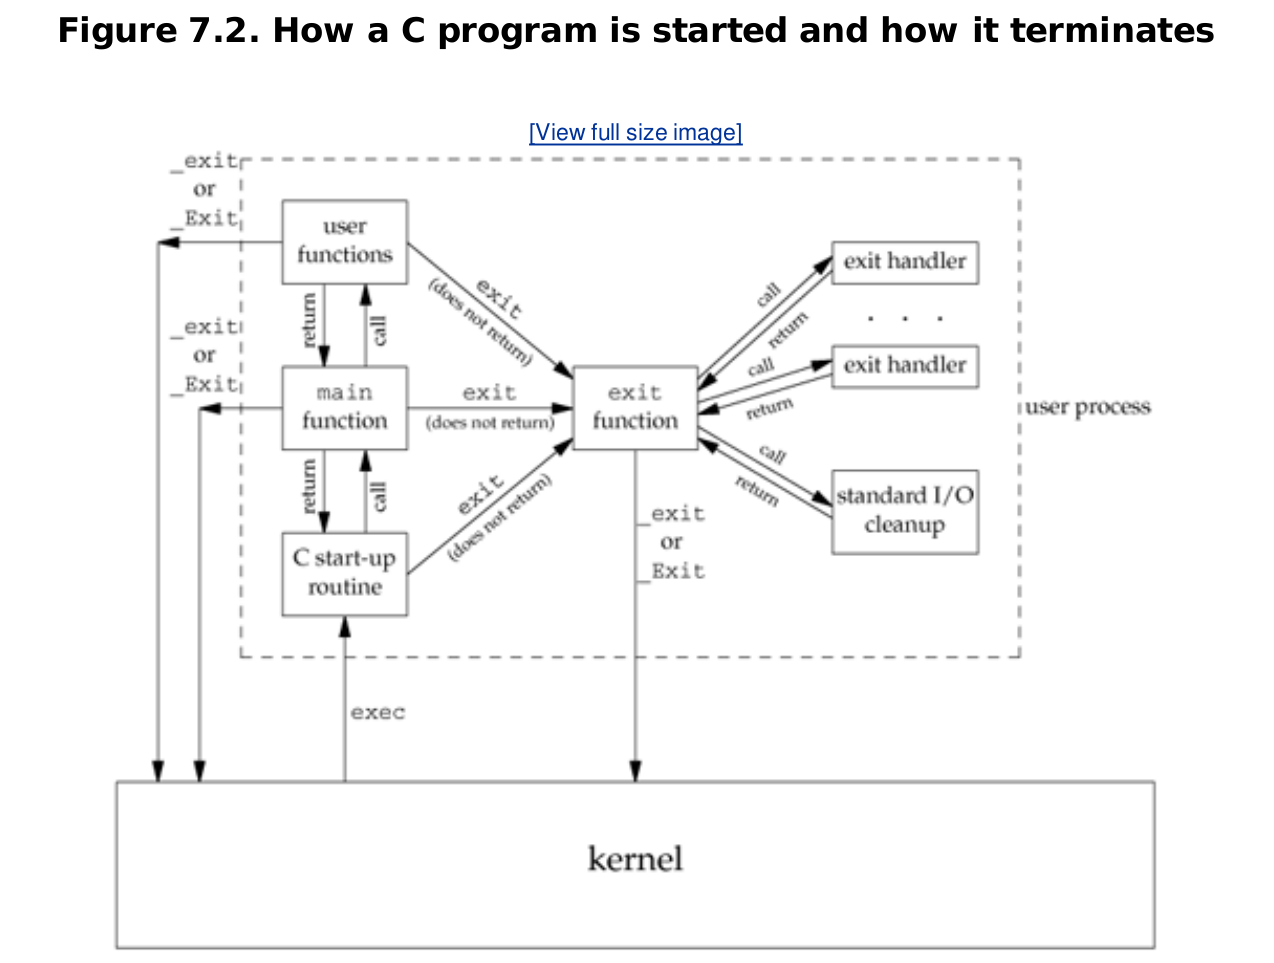 Figure 7.2. How a C program is started and how it terminates
[View full size image]
_exit
or
_Exit
user
functions
exit
(does not return)
return
call
_exit
or
_Exit
main
function
exit
(does not return)
return
call
C start-up
routine
exit
(does not return)
exec
exit
function
_exit
or
_Exit
call
return
exit handler
. . .
call
return
exit handler
call
return
standard I/O
cleanup
user process
kernel